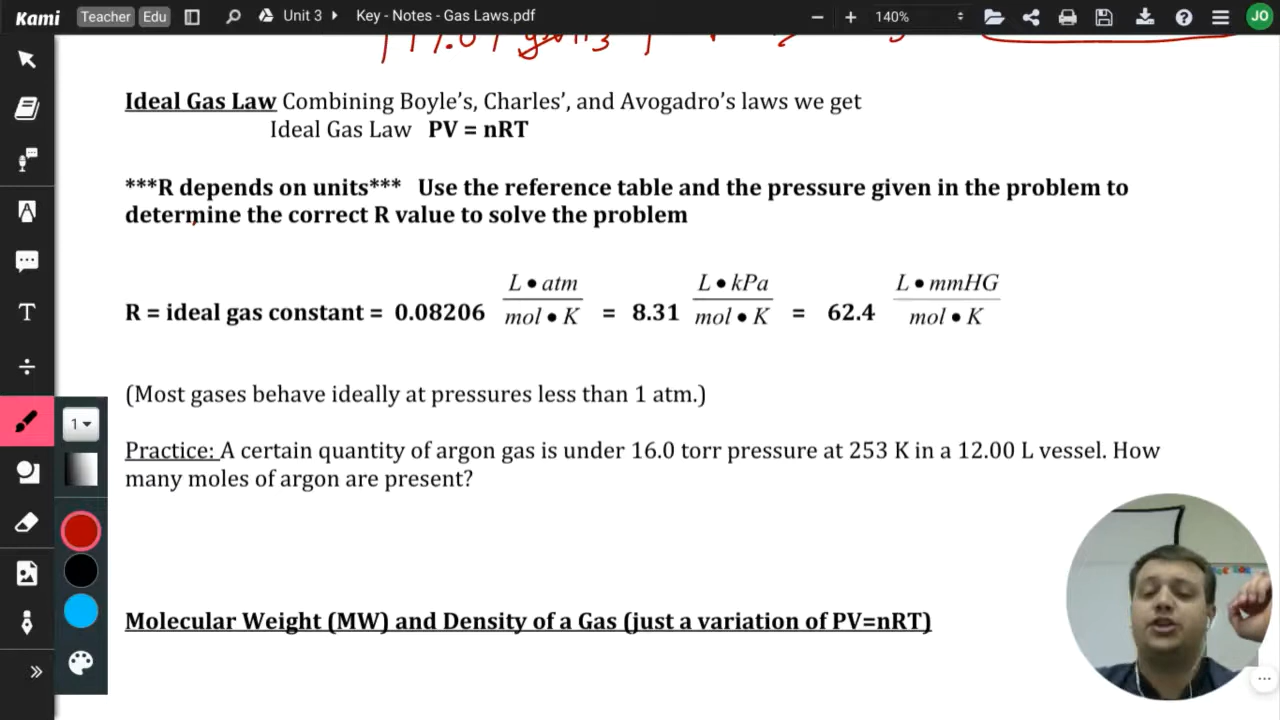 Kami Teacher Edu Unit 3 Key - Notes - Gas Laws.pdf 140% JO
Ideal Gas Law Combining Boyle's, Charles', and Avogadro's laws we get
Ideal Gas Law PV = nRT
***R depends on units*** Use the reference table and the pressure given in the problem to
determine the correct R value to solve the problem
R = ideal gas constant = 0.08206 L • atm / mol • K = 8.31 L • kPa / mol • K = 62.4 L • mmHG / mol • K
(Most gases behave ideally at pressures less than 1 atm.)
1
Practice: A certain quantity of argon gas is under 16.0 torr pressure at 253 K in a 12.00 L vessel. How
many moles of argon are present?
Molecular Weight (MW) and Density of a Gas (just a variation of PV=nRT)